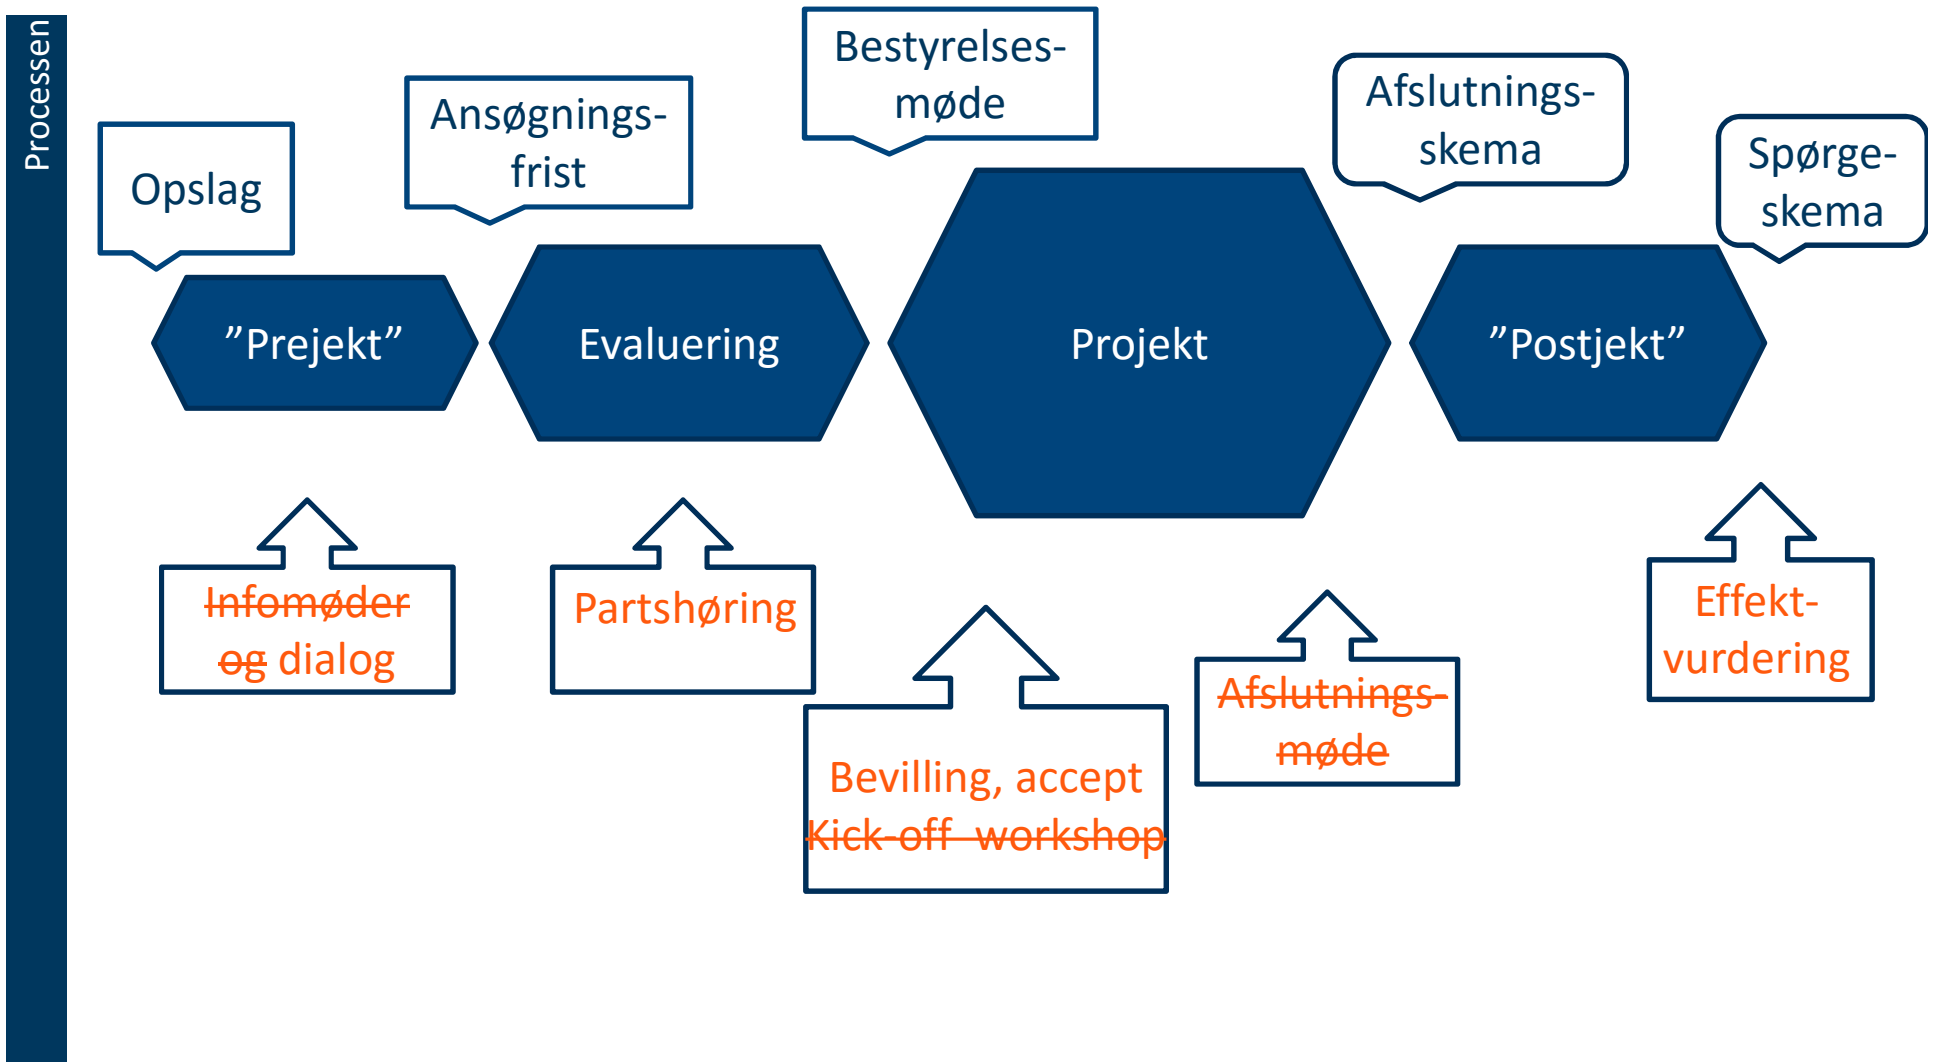 Processen
Opslag
Ansøgnings-
frist
Bestyrelses-
møde
Afslutnings-
skema
Spørge-
skema
”Prejekt”
Evaluering
Projekt
”Postjekt”
Infomøder
og dialog
Partshøring
Bevilling, accept
Kick-off workshop
Afslutnings-
møde
Effekt-
vurdering